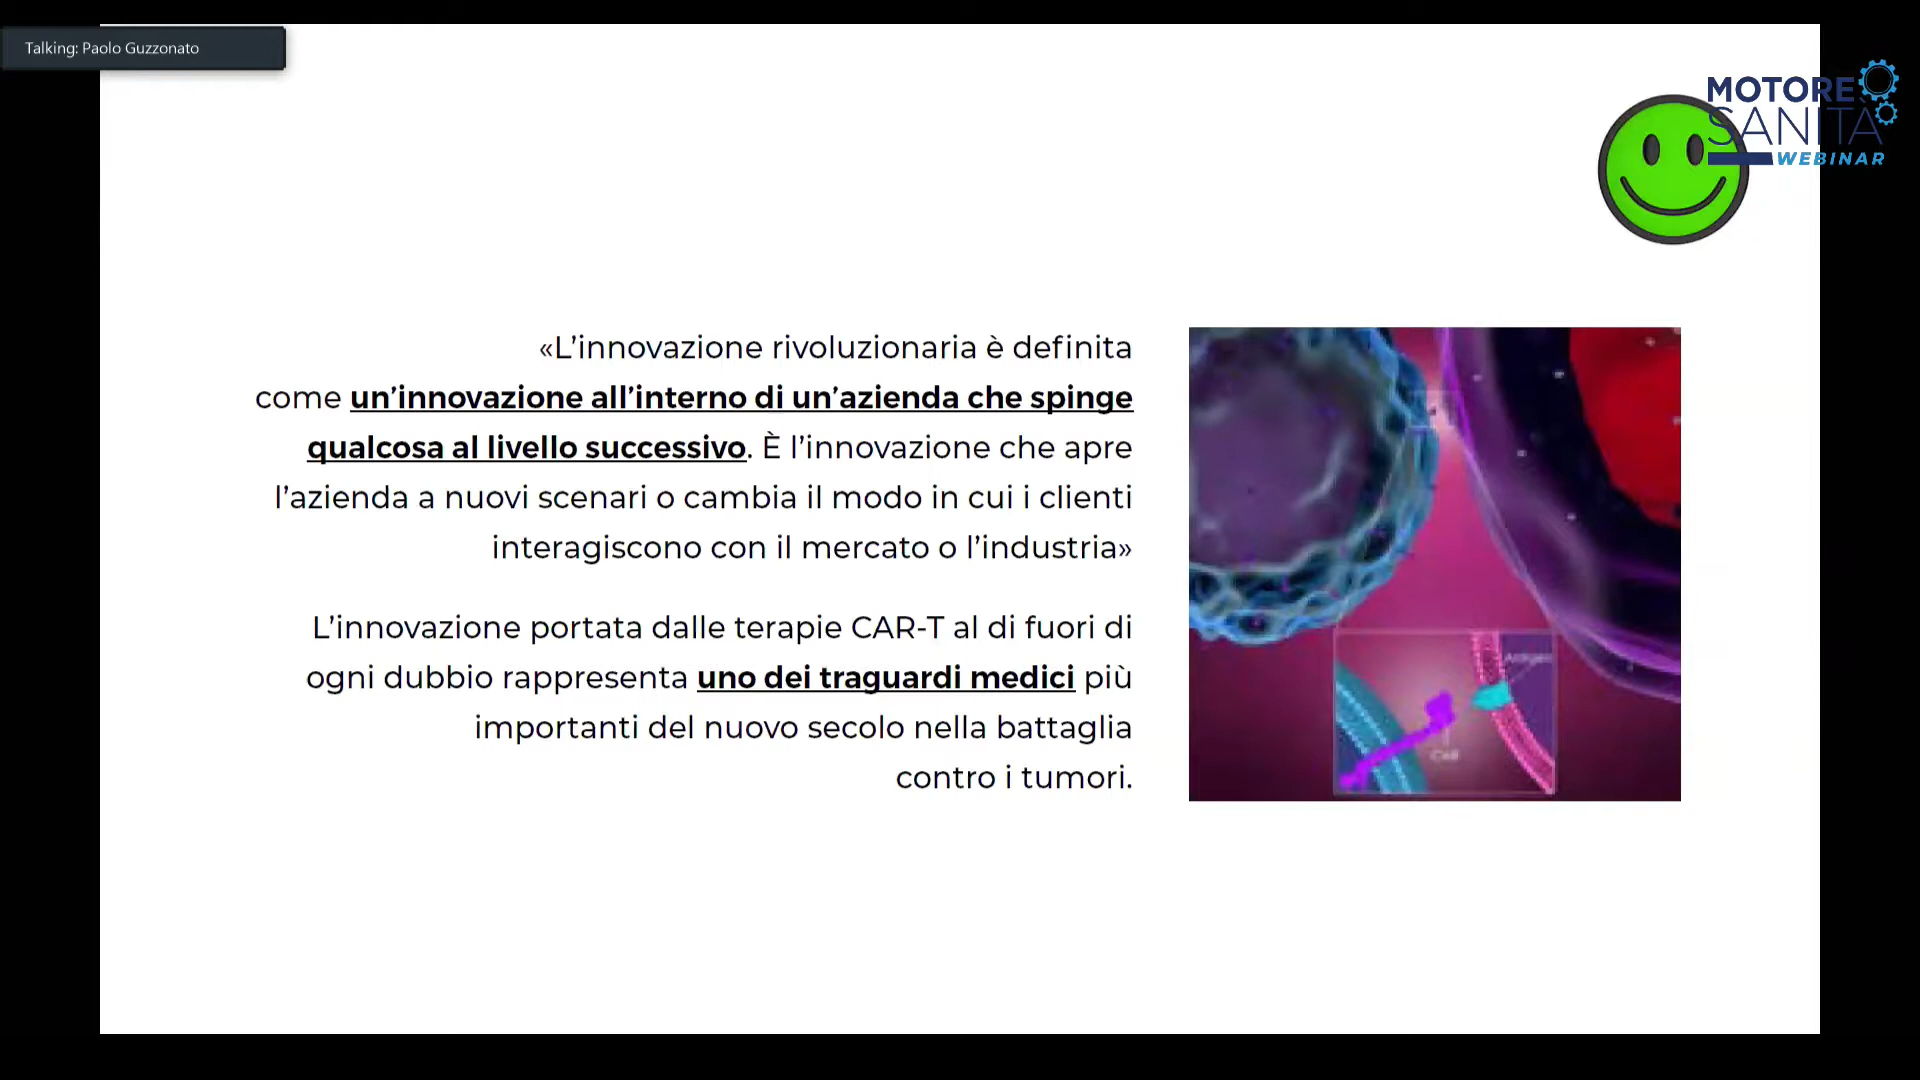 Talking: Paolo Guzzonato
MOTORE
SANITÀ
WEBINAR
«L’innovazione rivoluzionaria è definita
come un’innovazione all’interno di un’azienda che spinge
qualcosa al livello successivo. È l’innovazione che apre
l’azienda a nuovi scenari o cambia il modo in cui i clienti
interagiscono con il mercato o l’industria»
L’innovazione portata dalle terapie CAR-T al di fuori di
ogni dubbio rappresenta uno dei traguardi medici più
importanti del nuovo secolo nella battaglia
contro i tumori.
Antigen